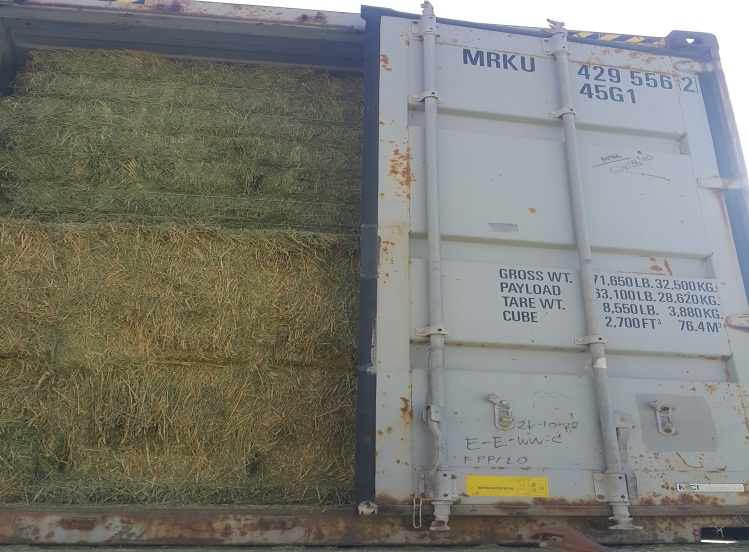 MRKU 429 556 2
45G1
GROSS WT. 71,650 LB. 32,500 KG.
PAYLOAD 63,100 LB. 28,620 KG.
TARE WT. 8,550 LB. 3,880 KG.
CUBE 2,700 FT³ 76.4 M³